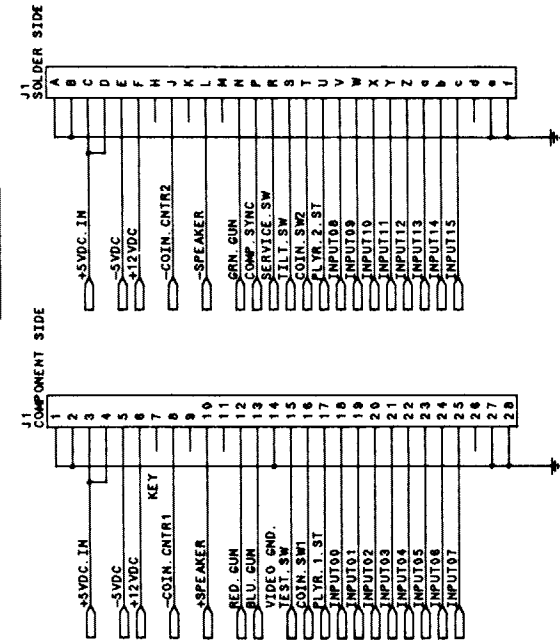 J1
SOLDER SIDE
A
B
+5VDC.IN C
D
-5VDC E
+12VDC F
H
-COIN.CNTR2 J
K
-SPEAKER L
M
GRN.GUN N
COMP.SYNC P
SERVICE.SW R
TILT.SW S
COIN.SW2 T
PLYR.2.ST U
INPUT08 V
INPUT09 W
INPUT10 X
INPUT11 Y
INPUT12 Z
INPUT13 a
INPUT14 b
INPUT15 c
d
e
f
J1
COMPONENT SIDE
1
2
+5VDC.IN 3
4
-5VDC 5
+12VDC 6
KEY 7
-COIN.CNTR1 8
9
+SPEAKER 10
11
RED.GUN 12
BLU.GUN 13
VIDEO GND. 14
TEST.SW 15
COIN.SW1 16
PLYR.1.ST 17
INPUT00 18
INPUT01 19
INPUT02 20
INPUT03 21
INPUT04 22
INPUT05 23
INPUT06 24
INPUT07 25
26
27
28